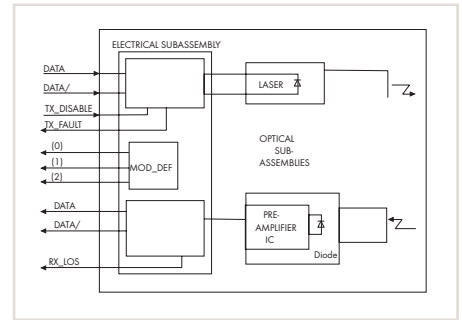 ELECTRICAL SUBASSEMBLY
DATA
DATA/
TX_DISABLE
TX_FAULT
LASER
(0)
(1)
(2)
MOD_DEF
OPTICAL
SUB-
ASSEMBLIES
DATA
DATA/
RX_LOS
PRE-
AMPLIFIER
IC
Diode